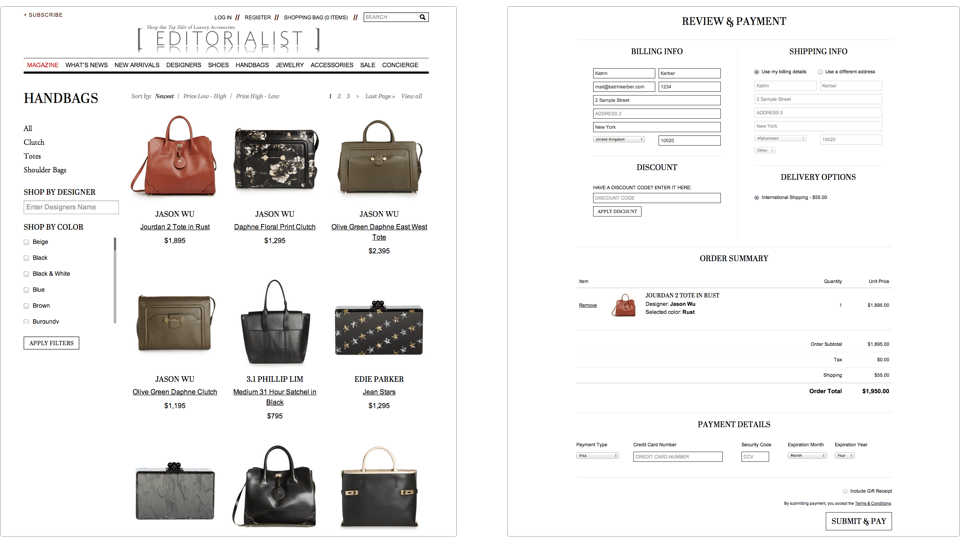 + SUBSCRIBE
LOG IN // REGISTER // SHOPPING BAG (0 ITEMS) // SEARCH
Shop the Top Edit of Luxury Accessories
[ EDITORIALIST ]
MAGAZINE WHAT'S NEW NEW ARRIVALS DESIGNERS SHOES HANDBAGS JEWELRY ACCESSORIES SALE CONCIERGE
HANDBAGS
Sort by: Newest | Price Low - High | Price High - Low
1 2 3 > Last Page » View all
All
Clutch
Totes
Shoulder Bags
SHOP BY DESIGNER
Enter Designers Name
SHOP BY COLOR
Beige
Black
Black & White
Blue
Brown
Burgundy
APPLY FILTERS
JASON WU
Jourdan 2 Tote in Rust
$1,895
JASON WU
Daphne Floral Print Clutch
$1,295
JASON WU
Olive Green Daphne East West
Tote
$2,395
JASON WU
Olive Green Daphne Clutch
$1,195
3.1 PHILLIP LIM
Medium 31 Hour Satchel in
Black
$795
EDIE PARKER
Jean Stars
$1,295
REVIEW & PAYMENT
BILLING INFO
Katrin Kerber
mail@katrinkerber.com 1234
2 Sample Street
ADDRESS 2
New York
United Kingdom 10020
DISCOUNT
HAVE A DISCOUNT CODE? ENTER IT HERE:
DISCOUNT CODE
APPLY DISCOUNT
SHIPPING INFO
Use my billing details Use a different address
Katrin Kerber
2 Sample Street
ADDRESS 2
New York
Afghanistan 10020
Other
DELIVERY OPTIONS
International Shipping - $55.00
ORDER SUMMARY
Item Quantity Unit Price
Remove
JOURDAN 2 TOTE IN RUST
Designer: Jason Wu
Selected color: Rust
1 $1,895.00
Order Subtotal $1,895.00
Tax $0.00
Shipping $55.00
Order Total $1,950.00
PAYMENT DETAILS
Payment Type Credit Card Number Security Code Expiration Month Expiration Year
Visa CREDIT CARD NUMBER CCV Month Year
Include Gift Receipt
By submitting payment, you accept the Terms & Conditions.
SUBMIT & PAY